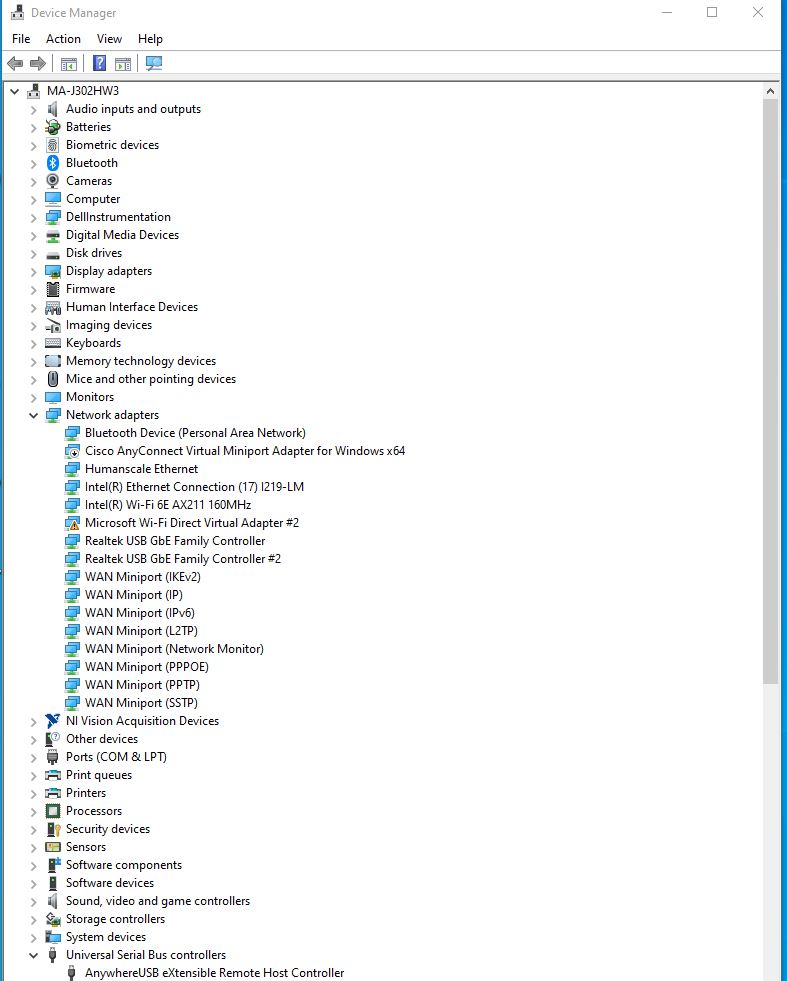 Device Manager
File Action View Help
MA-J302HW3
Audio inputs and outputs
Batteries
Biometric devices
Bluetooth
Cameras
Computer
DellInstrumentation
Digital Media Devices
Disk drives
Display adapters
Firmware
Human Interface Devices
Imaging devices
Keyboards
Memory technology devices
Mice and other pointing devices
Monitors
Network adapters
Bluetooth Device (Personal Area Network)
Cisco AnyConnect Virtual Miniport Adapter for Windows x64
Humanscale Ethernet
Intel(R) Ethernet Connection (17) I219-LM
Intel(R) Wi-Fi 6E AX211 160MHz
Microsoft Wi-Fi Direct Virtual Adapter #2
Realtek USB GbE Family Controller
Realtek USB GbE Family Controller #2
WAN Miniport (IKEv2)
WAN Miniport (IP)
WAN Miniport (IPv6)
WAN Miniport (L2TP)
WAN Miniport (Network Monitor)
WAN Miniport (PPPOE)
WAN Miniport (PPTP)
WAN Miniport (SSTP)
NI Vision Acquisition Devices
Other devices
Ports (COM & LPT)
Print queues
Printers
Processors
Security devices
Sensors
Software components
Software devices
Sound, video and game controllers
Storage controllers
System devices
Universal Serial Bus controllers
AnywhereUSB eXtensible Remote Host Controller